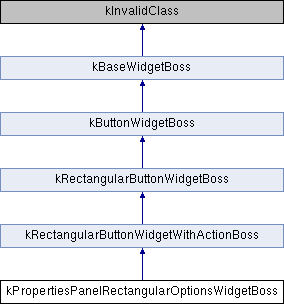 kInvalidClass
kBaseWidgetBoss
kButtonWidgetBoss
kRectangularButtonWidgetBoss
kRectangularButtonWidgetWithActionBoss
kPropertiesPanelRectangularOptionsWidgetBoss